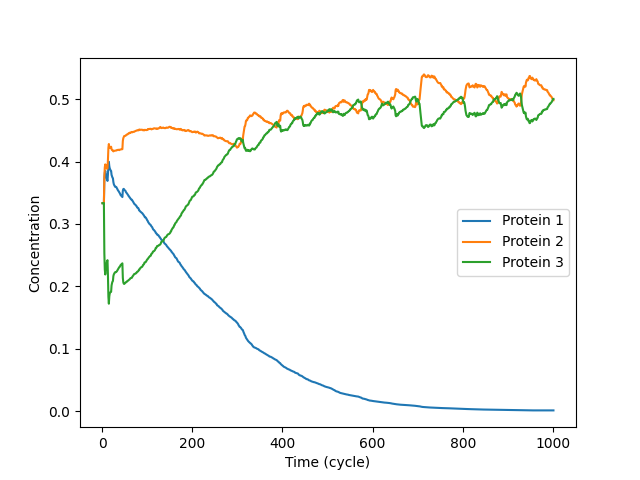 0.5
0.4
0.3
0.2
0.1
0.0
Concentration
0
200
400
600
800
1000
Time (cycle)
Protein 1
Protein 2
Protein 3